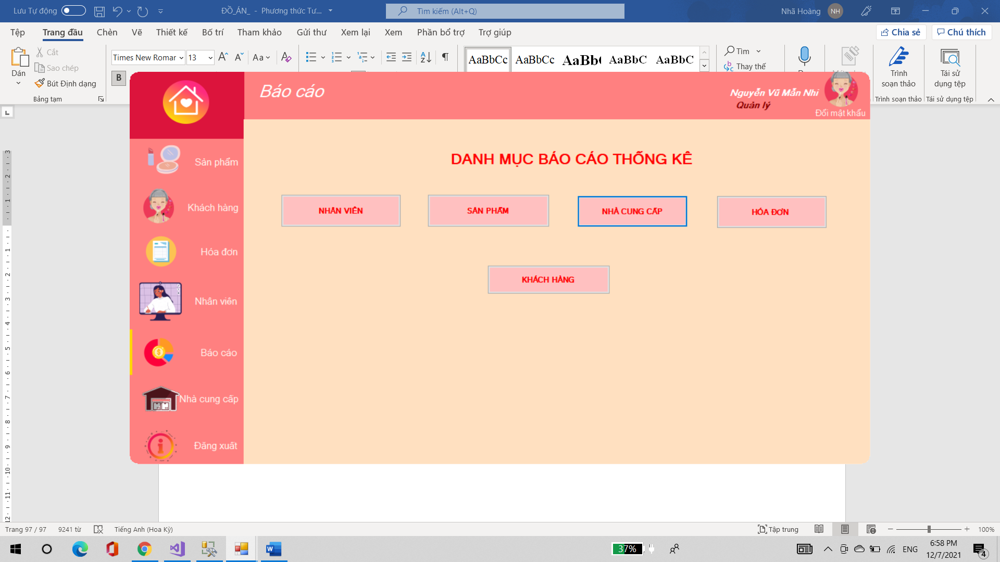 Lưu Tự động
ĐỒ_ÁN_ - Phương thức Tư...
Tìm kiếm (Alt+Q)
Nhã Hoàng
NH
Tệp
Trang đầu
Chèn
Vẽ
Thiết kế
Bố trí
Tham khảo
Gửi thư
Xem lại
Xem
Phần bổ trợ
Trợ giúp
Chia sẻ
Chú thích
Dán
Cắt
Sao chép
Bút Định dạng
Bảng tạm
Times New Romar
13
Aa
B
AaBbCc
AaBbCc
AaBb(
AaBbC
AaBbC
Tìm
Thay thế
Trình
soạn thảo
Trình soạn thảo
Tái sử
dụng tệp
Tái sử dụng tệp
Báo cáo
Nguyễn Vũ Mẫn Nhi
Quản lý
Đổi mật khẩu
Sản phẩm
Khách hàng
Hóa đơn
Nhân viên
Báo cáo
Nhà cung cấp
Đăng xuất
DANH MỤC BÁO CÁO THỐNG KÊ
NHÂN VIÊN
SẢN PHẨM
NHÀ CUNG CẤP
HÓA ĐƠN
KHÁCH HÀNG
Trang 97 / 97
9241 từ
Tiếng Anh (Hoa Kỳ)
Tập trung
100%
37%
ENG
6:58 PM
12/7/2021
4